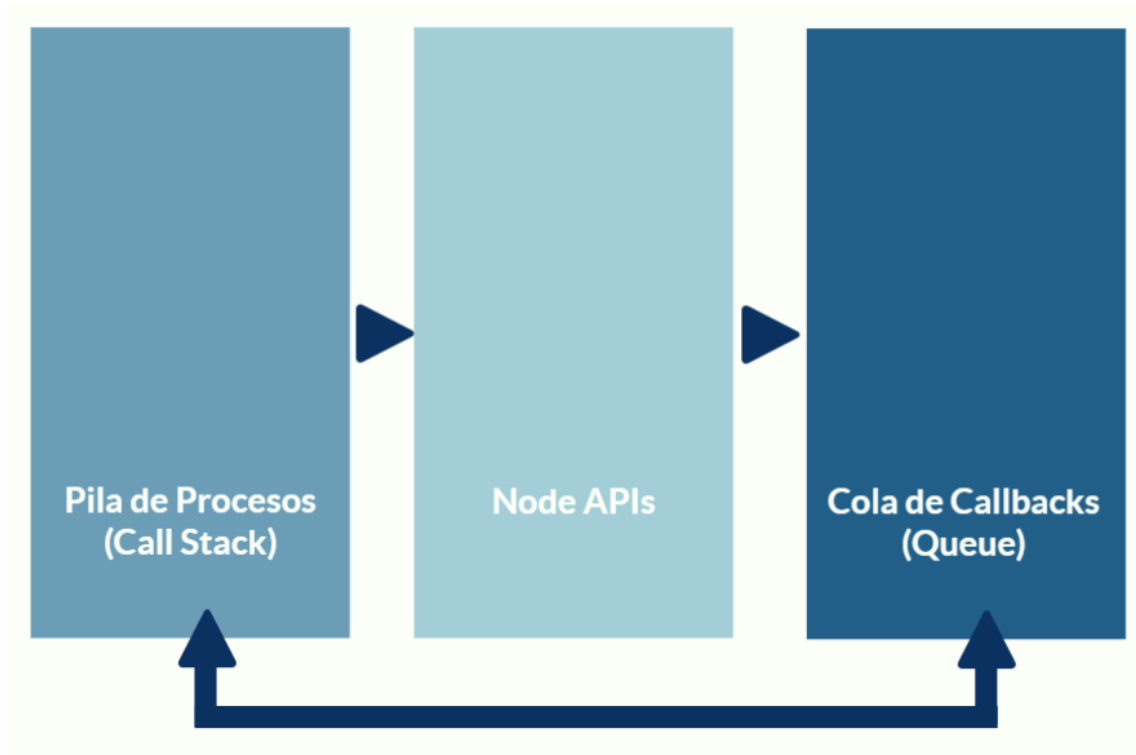 Pila de Procesos
(Call Stack)
Node APIs
Cola de Callbacks
(Queue)